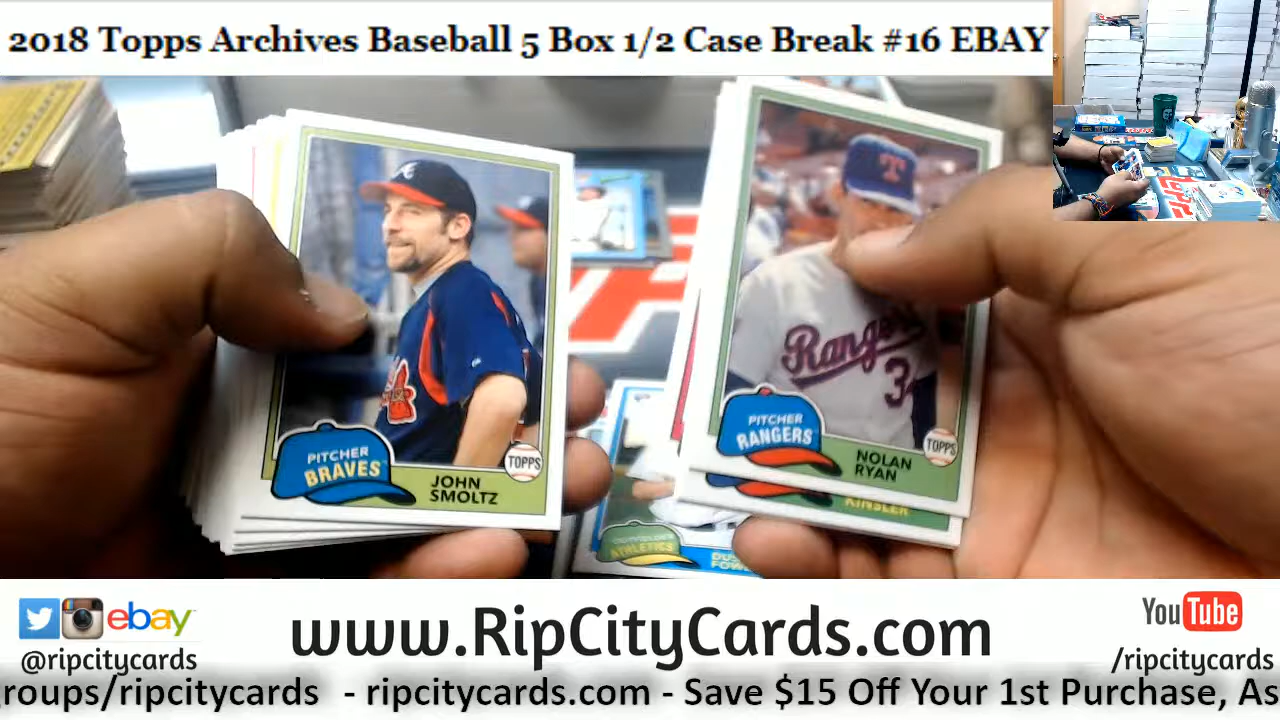 2018 Topps Archives Baseball 5 Box 1/2 Case Break #16 EBAY
T
A
Rangers
34
PITCHER
BRAVES
JOHN
SMOLTZ
TOPPS
PITCHER
RANGERS
NOLAN
RYAN
TOPPS
KINSLER
ATHLETICS
ebay
@ripcitycards
www.RipCityCards.com
YouTube
/ripcitycards
roups/ripcitycards - ripcitycards.com - Save $15 Off Your 1st Purchase, As